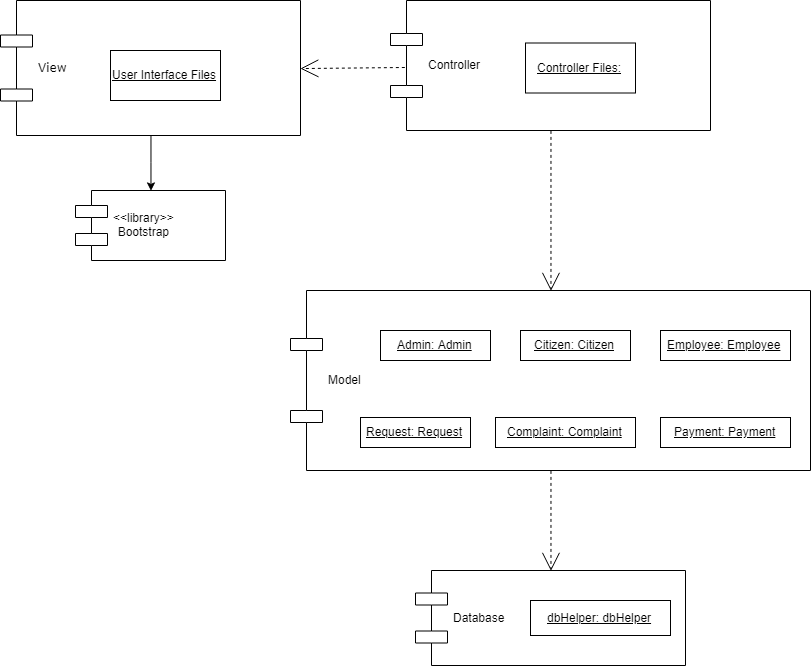 View
User Interface Files
Controller
Controller Files:
<<library>>
Bootstrap
Model
Admin: Admin
Citizen: Citizen
Employee: Employee
Request: Request
Complaint: Complaint
Payment: Payment
Database
dbHelper: dbHelper